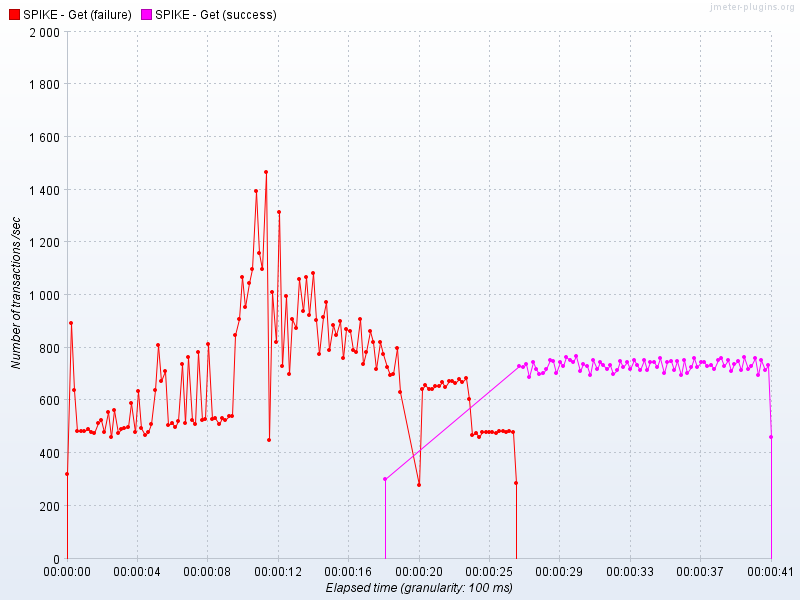 SPIKE - Get (failure) SPIKE - Get (success)
jmeter-plugins.org
2 000
1 800
1 600
1 400
1 200
1 000
800
600
400
200
0
Number of transactions /sec
00:00:00 00:00:04 00:00:08 00:00:12 00:00:16 00:00:20 00:00:25 00:00:29 00:00:33 00:00:37 00:00:41
Elapsed time (granularity: 100 ms)